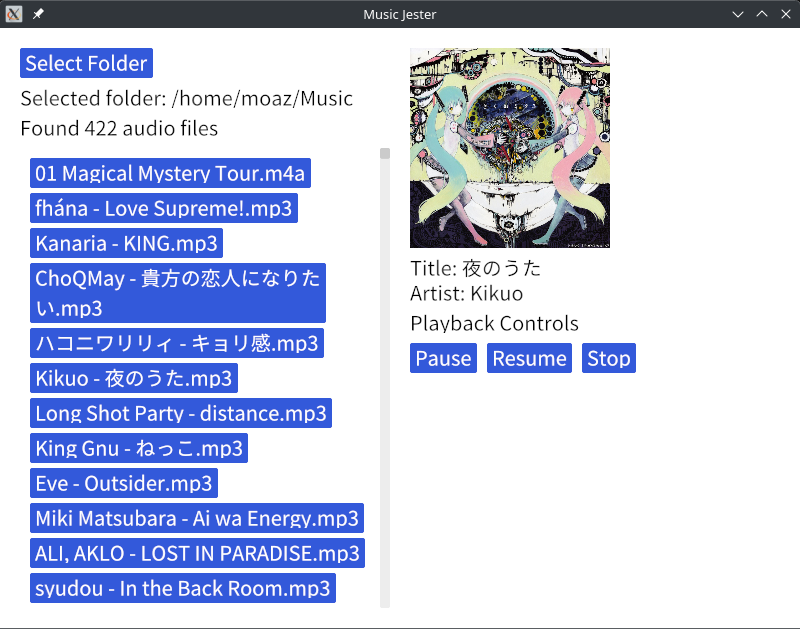 Music Jester
Select Folder
Selected folder: /home/moaz/Music
Found 422 audio files
01 Magical Mystery Tour.m4a
fhána - Love Supreme!.mp3
Kanaria - KING.mp3
ChoQMay - 貴方の恋人になりた
い.mp3
ハコニワリリィ - キョリ感.mp3
Kikuo - 夜のうた.mp3
Long Shot Party - distance.mp3
King Gnu - ねっこ.mp3
Eve - Outsider.mp3
Miki Matsubara - Ai wa Energy.mp3
ALI, AKLO - LOST IN PARADISE.mp3
syudou - In the Back Room.mp3
Title: 夜のうた
Artist: Kikuo
Playback Controls
Pause Resume Stop